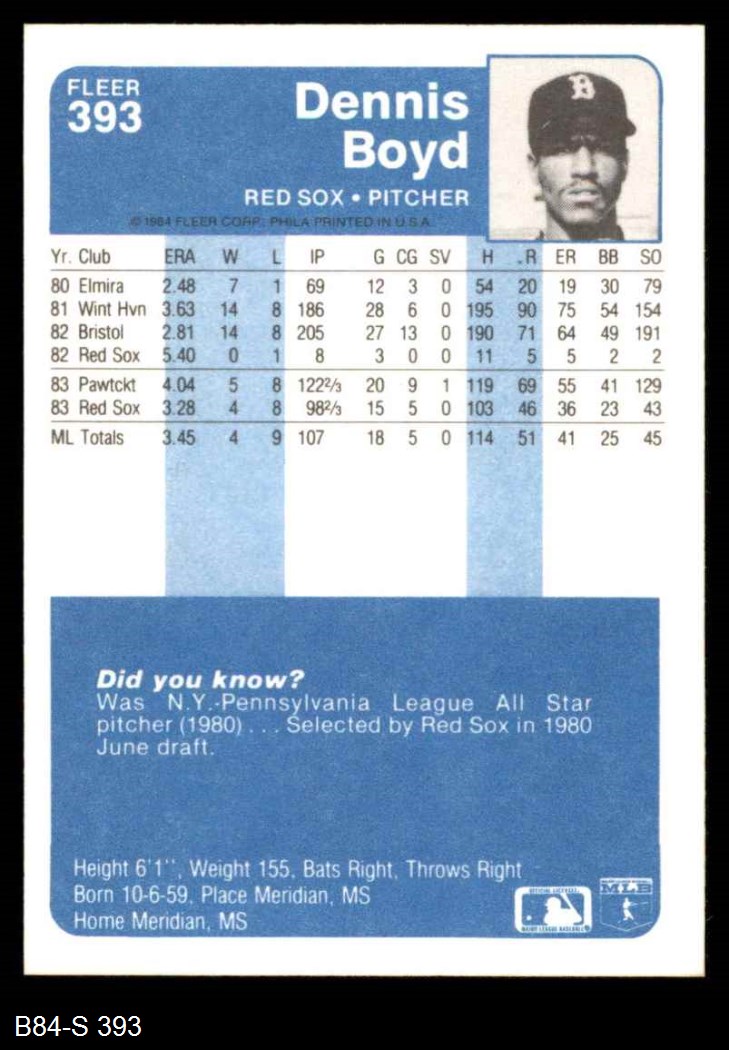 FLEER
393
Dennis
Boyd
RED SOX • PITCHER
© 1984 FLEER CORP. PHILA PRINTED IN U.S.A.
B
Yr. Club ERA W L IP G CG SV H R ER BB SO
80 Elmira 2.48 7 1 69 12 3 0 54 20 19 30 79
81 Wint Hvn 3.63 14 8 186 28 6 0 195 90 75 54 154
82 Bristol 2.81 14 8 205 27 13 0 190 71 64 49 191
82 Red Sox 5.40 0 1 8 3 0 0 11 5 5 2 2
83 Pawtckt 4.04 5 8 122⅔ 20 9 1 119 69 55 41 129
83 Red Sox 3.28 4 8 98⅔ 15 5 0 103 46 36 23 43
ML Totals 3.45 4 9 107 18 5 0 114 51 41 25 45
Did you know?
Was N.Y.-Pennsylvania League All Star
pitcher (1980) . . . Selected by Red Sox in 1980
June draft.
Height 6'1'', Weight 155, Bats Right, Throws Right
Born 10-6-59, Place Meridian, MS
Home Meridian, MS
MLB
B84-S 393